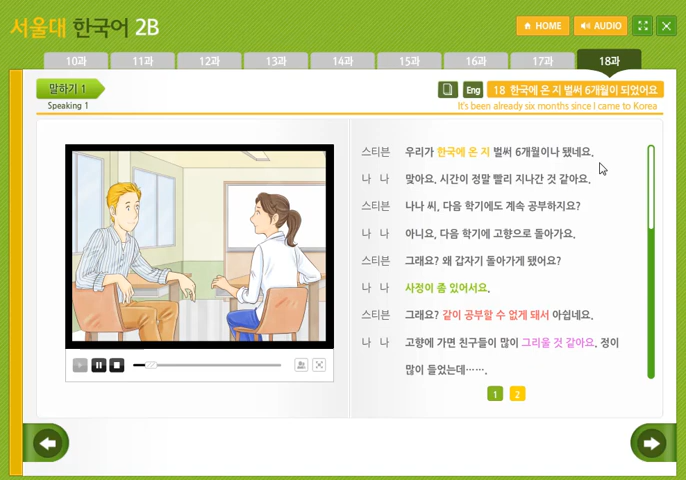 서울대 한국어 2B
HOME
AUDIO
10과
11과
12과
13과
14과
15과
16과
17과
18과
말하기 1
Speaking 1
Eng
18 한국에 온 지 벌써 6개월이 되었어요
It's been already six months since I came to Korea
스티븐 우리가 한국에 온 지 벌써 6개월이나 됐네요.
나 나 맞아요. 시간이 정말 빨리 지나간 것 같아요.
스티븐 나나 씨, 다음 학기에도 계속 공부하지요?
나 나 아니요, 다음 학기에 고향으로 돌아가요.
스티븐 그래요? 왜 갑자기 돌아가게 됐어요?
나 나 사정이 좀 있어서요.
스티븐 그래요? 같이 공부할 수 없게 돼서 아쉽네요.
나 나 고향에 가면 친구들이 많이 그리울 것 같아요. 정이
많이 들었는데…….
1 2